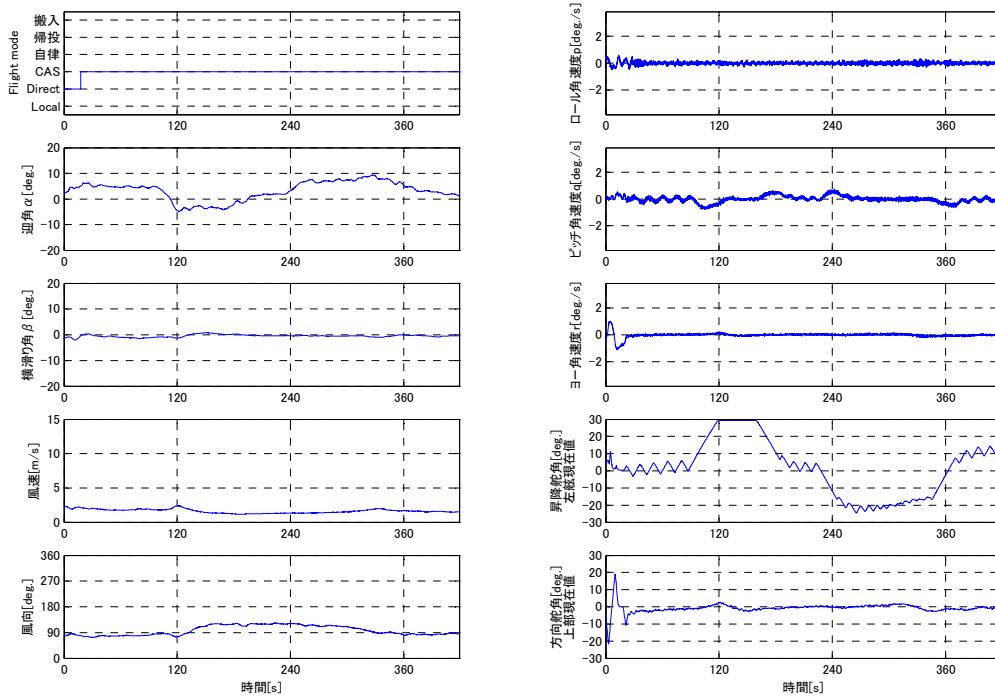 Flight mode
搬入
帰投
自律
CAS
Direct
Local
0 120 240 360
迎角α[deg.]
20
10
0
-10
-20
0 120 240 360
横滑り角β[deg.]
20
10
0
-10
-20
0 120 240 360
風速[m/s]
15
10
5
0
0 120 240 360
風向[deg.]
360
270
180
90
0
0 120 240 360
時間[s]
ロール角速度p[deg./s]
2
0
-2
0 120 240 360
ピッチ角速度q[deg./s]
2
0
-2
0 120 240 360
ヨー角速度r[deg./s]
2
0
-2
0 120 240 360
昇降舵角[deg.]
左舷現在値
30
20
10
0
-10
-20
-30
0 120 240 360
方向舵角[deg.]
上部現在値
30
20
10
0
-10
-20
-30
0 120 240 360
時間[s]